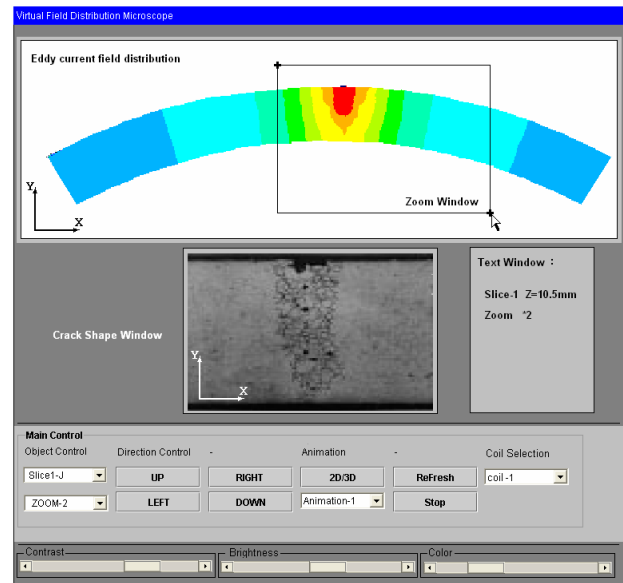 Virtual Field Distribution Microscope
Eddy current field distribution
Zoom Window
Y
X
Text Window :
Slice-1 Z=10.5mm
Zoom *2
Crack Shape Window
Y
X
Main Control
Object Control Direction Control - Animation - Coil Selection
Slice1-J UP RIGHT 2D/3D ReFresh coil-1
ZOOM-2 LEFT DOWN Animation-1 Stop
Contrast Brightness Color